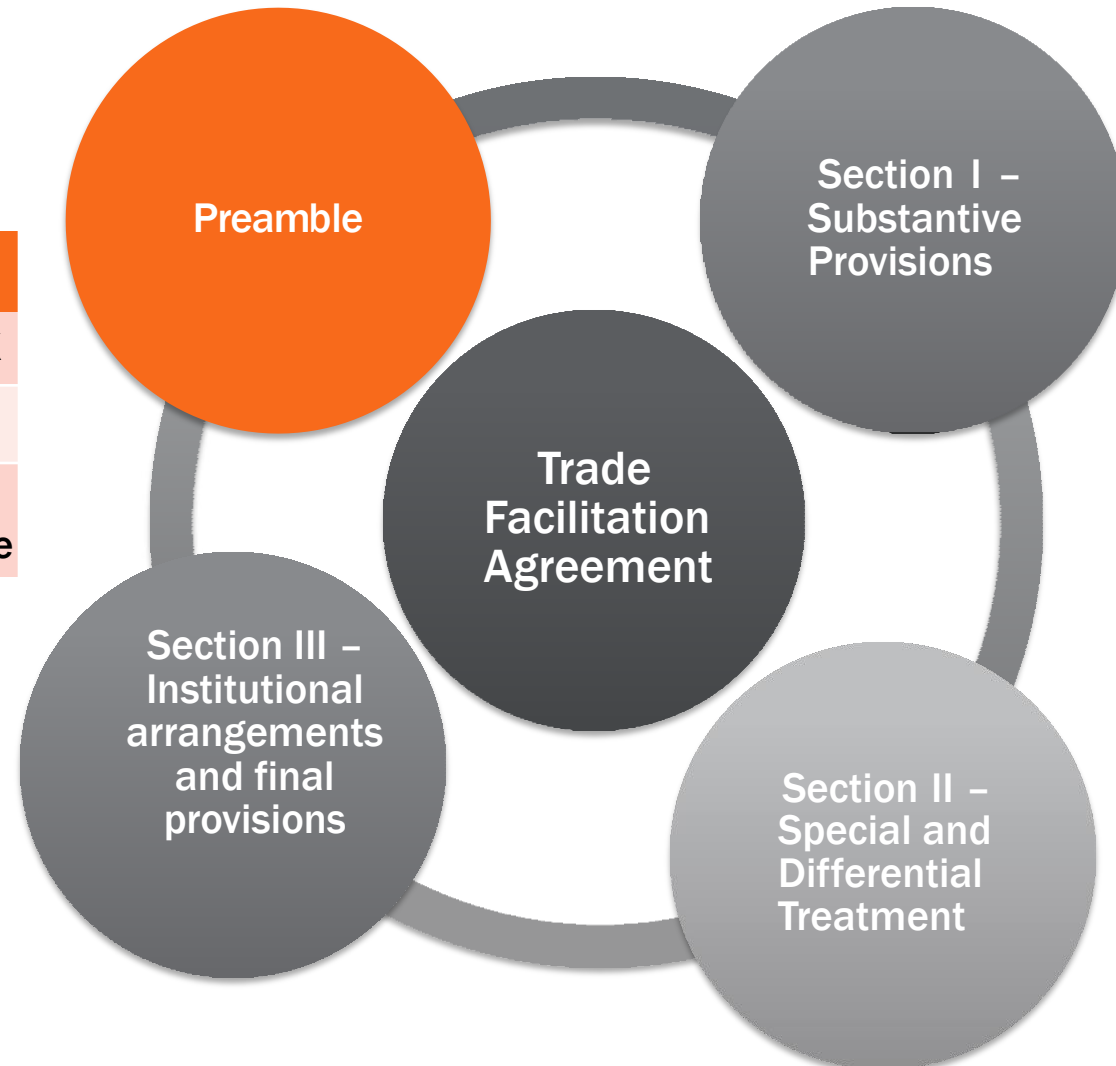 Preamble
Section I –
Substantive
Provisions
Trade
Facilitation
Agreement
Section III –
Institutional
arrangements
and final
provisions
Section II –
Special and
Differential
Treatment